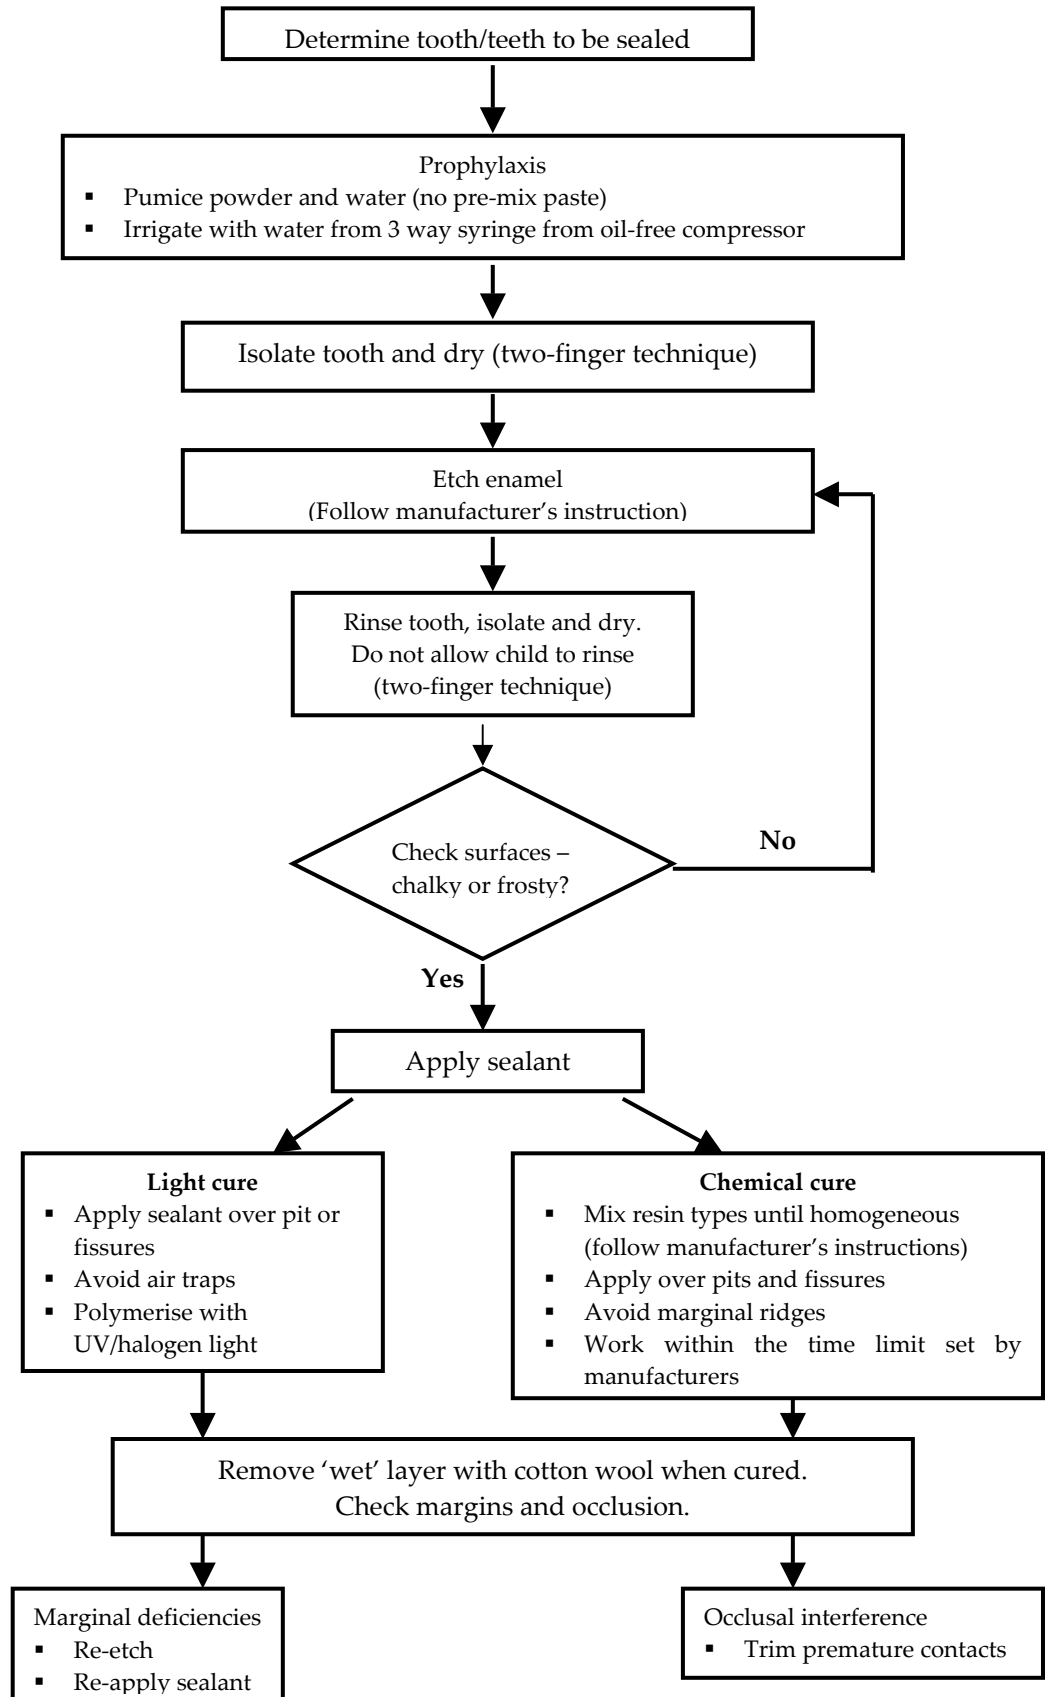 Determine tooth/teeth to be sealed
Prophylaxis
▪ Pumice powder and water (no pre-mix paste)
▪ Irrigate with water from 3 way syringe from oil-free compressor
Isolate tooth and dry (two-finger technique)
Etch enamel
(Follow manufacturer’s instruction)
Rinse tooth, isolate and dry.
Do not allow child to rinse
(two-finger technique)
Check surfaces –
chalky or frosty?
No
Yes
Apply sealant
Light cure
▪ Apply sealant over pit or
fissures
▪ Avoid air traps
▪ Polymerise with
UV/halogen light
Chemical cure
▪ Mix resin types until homogeneous
(follow manufacturer’s instructions)
▪ Apply over pits and fissures
▪ Avoid marginal ridges
▪ Work within the time limit set by
manufacturers
Remove ‘wet’ layer with cotton wool when cured.
Check margins and occlusion.
Marginal deficiencies
▪ Re-etch
▪ Re-apply sealant
Occlusal interference
▪ Trim premature contacts